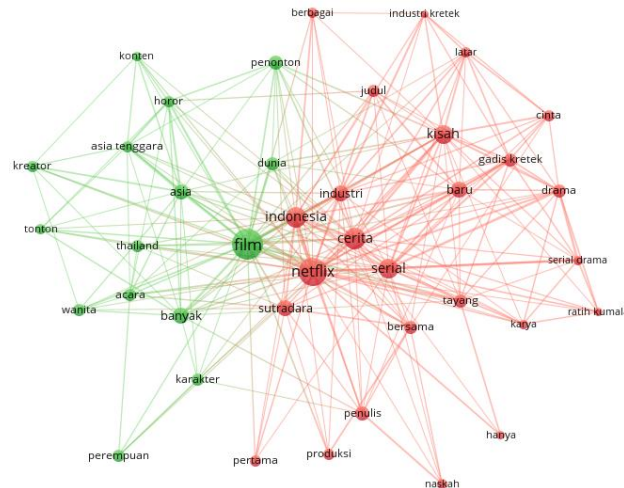 berbagai
industri kretek
konten
penonton
latar
horor
judul
cinta
kisah
asia tenggara
kreator
dunia
gadis kretek
asia
industri
baru
drama
indonesia
tonton
thailand
film
cerita
netflix
serial
serial drama
acara
wanita
banyak
sutradara
tayang
bersama
karya
ratih kumala
karakter
penulis
hanya
perempuan
pertama
produksi
naskah